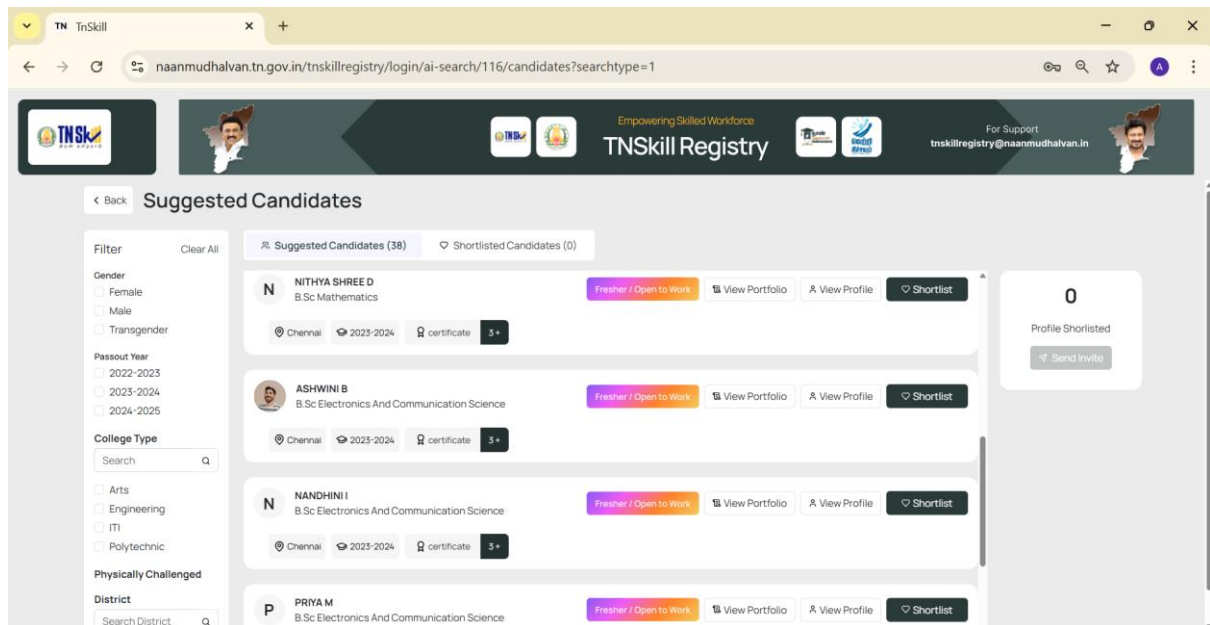 TN TnSkill
naanmudhalvan.tn.gov.in/tnskillregistry/login/ai-search/116/candidates?searchtype=1
A
TN Skill
Empowering Skilled Workforce
TNSkill Registry
For Support
tnskillregistry@naanmudhalvan.in
Back
Suggested Candidates
Filter
Clear All
Gender
Female
Male
Transgender
Passout Year
2022-2023
2023-2024
2024-2025
College Type
Search
Arts
Engineering
ITI
Polytechnic
Physically Challenged
District
Search District
Suggested Candidates (38)
Shortlisted Candidates (0)
N
NITHYA SHREE D
B.Sc Mathematics
Fresher / Open to Work
View Portfolio
View Profile
Shortlist
Chennai 2023-2024 certificate 3+
ASHWINI B
B.Sc Electronics And Communication Science
Fresher / Open to Work
View Portfolio
View Profile
Shortlist
Chennai 2023-2024 certificate 3+
N
NANDHINI I
B.Sc Electronics And Communication Science
Fresher / Open to Work
View Portfolio
View Profile
Shortlist
Chennai 2023-2024 certificate 3+
P
PRIYA M
B.Sc Electronics And Communication Science
Fresher / Open to Work
View Portfolio
View Profile
Shortlist
0
Profile Shorlisted
Send Invite